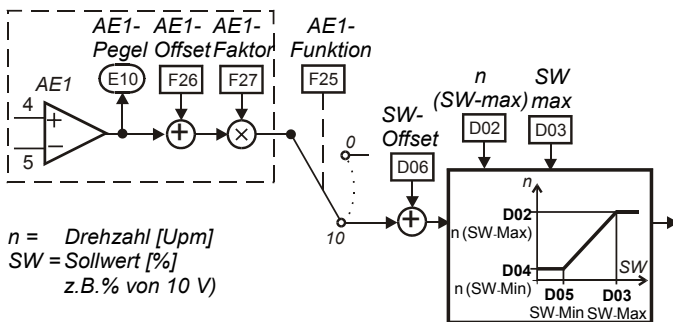 AE1-
Pegel
AE1-
Offset
AE1-
Faktor
AE1-
Funktion
AE1
E10
F26
F27
F25
4
+
5
−
+
×
0
10
SW-
Offset
D06
+
n
(SW-max)
D02
SW
max
D03
n
D02
n (SW-Max)
D04
n (SW-Min)
SW
D05
SW-Min
D03
SW-Max
n = Drehzahl [Upm]
SW = Sollwert [%]
z.B.% von 10 V)